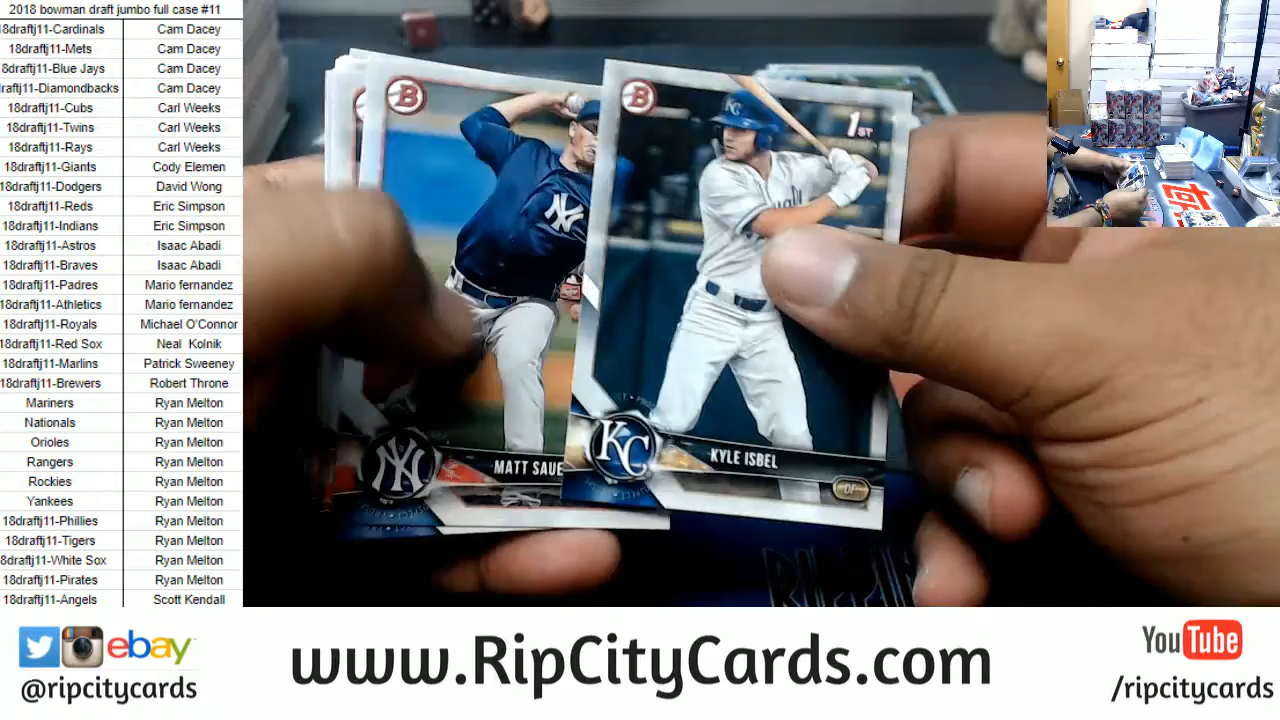 2018 bowman draft jumbo full case #11
18draftj11-Cardinals Cam Dacey
18draftj11-Mets Cam Dacey
8draftj11-Blue Jays Cam Dacey
raftj11-Diamondbacks Cam Dacey
18draftj11-Cubs Carl Weeks
18draftj11-Twins Carl Weeks
18draftj11-Rays Carl Weeks
18draftj11-Giants Cody Elemen
18draftj11-Dodgers David Wong
18draftj11-Reds Eric Simpson
18draftj11-Indians Eric Simpson
18draftj11-Astros Isaac Abadi
18draftj11-Braves Isaac Abadi
18draftj11-Padres Mario fernandez
18draftj11-Athletics Mario fernandez
18draftj11-Royals Michael O'Connor
18draftj11-Red Sox Neal Kolnik
18draftj11-Marlins Patrick Sweeney
18draftj11-Brewers Robert Throne
Mariners Ryan Melton
Nationals Ryan Melton
Orioles Ryan Melton
Rangers Ryan Melton
Rockies Ryan Melton
Yankees Ryan Melton
18draftj11-Phillies Ryan Melton
18draftj11-Tigers Ryan Melton
8draftj11-White Sox Ryan Melton
18draftj11-Pirates Ryan Melton
18draftj11-Angels Scott Kendall
B
NY
NY
MATT SAUE
B
1ST
KC
KC
KYLE ISBEL
OF
RIPPIN
ebay
@ripcitycards
www.RipCityCards.com
YouTube
/ripcitycards